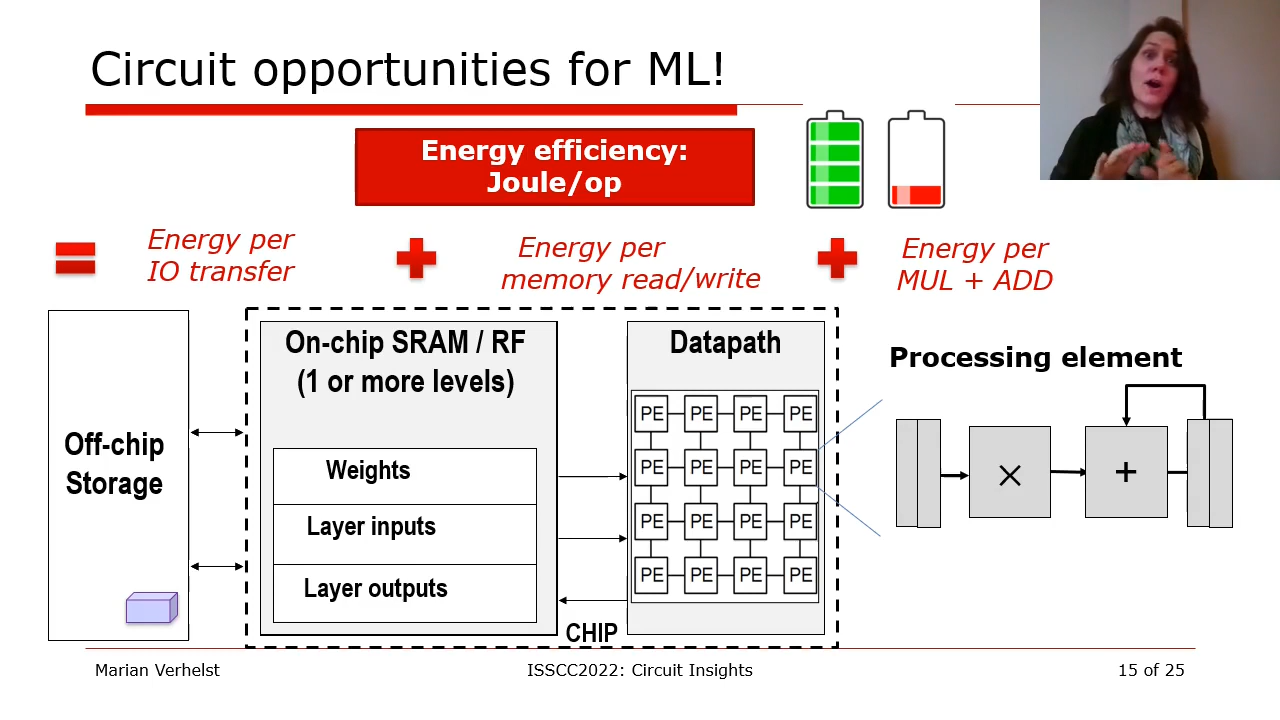 Circuit opportunities for ML!
Energy efficiency:
Joule/op
Energy per
IO transfer
Energy per
memory read/write
Energy per
MUL + ADD
Off-chip
Storage
On-chip SRAM / RF
(1 or more levels)
Weights
Layer inputs
Layer outputs
CHIP
Datapath
PE PE PE PE
PE PE PE PE
PE PE PE PE
PE PE PE PE
Processing element
× +
Marian Verhelst
ISSCC2022: Circuit Insights
15 of 25